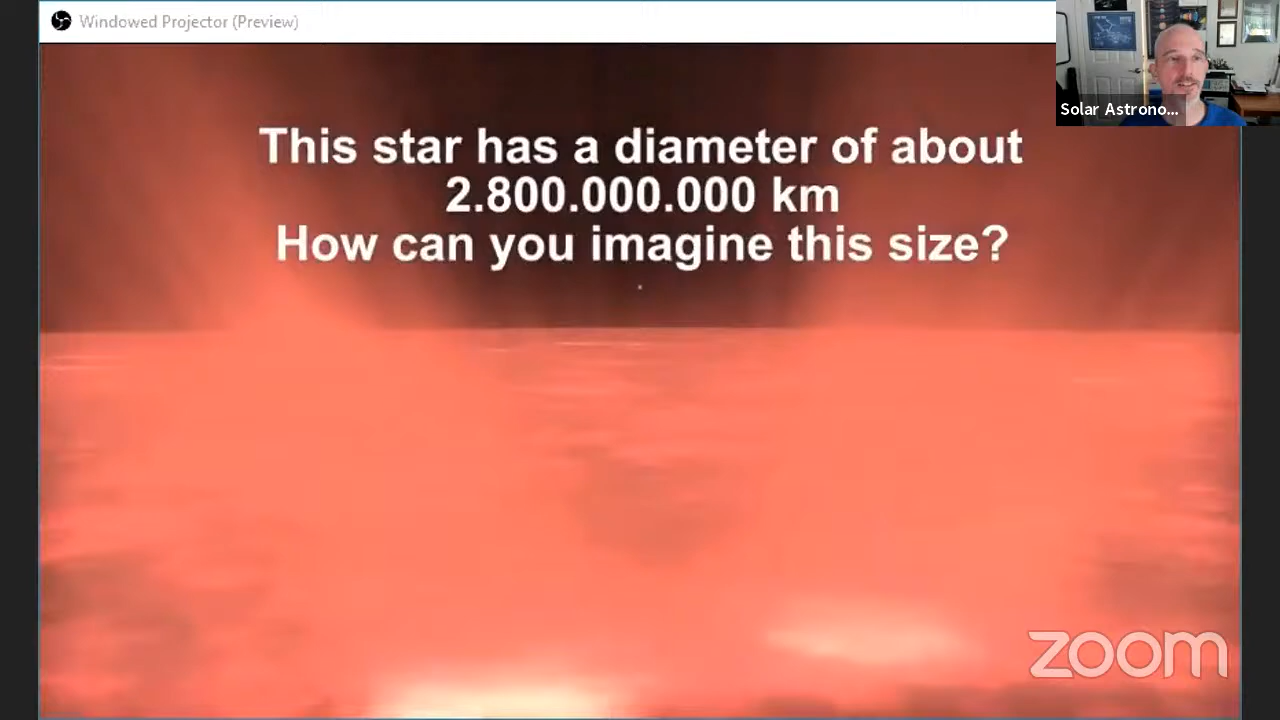 Windowed Projector (Preview)
Solar Astrono...
This star has a diameter of about
2.800.000.000 km
How can you imagine this size?
zoom